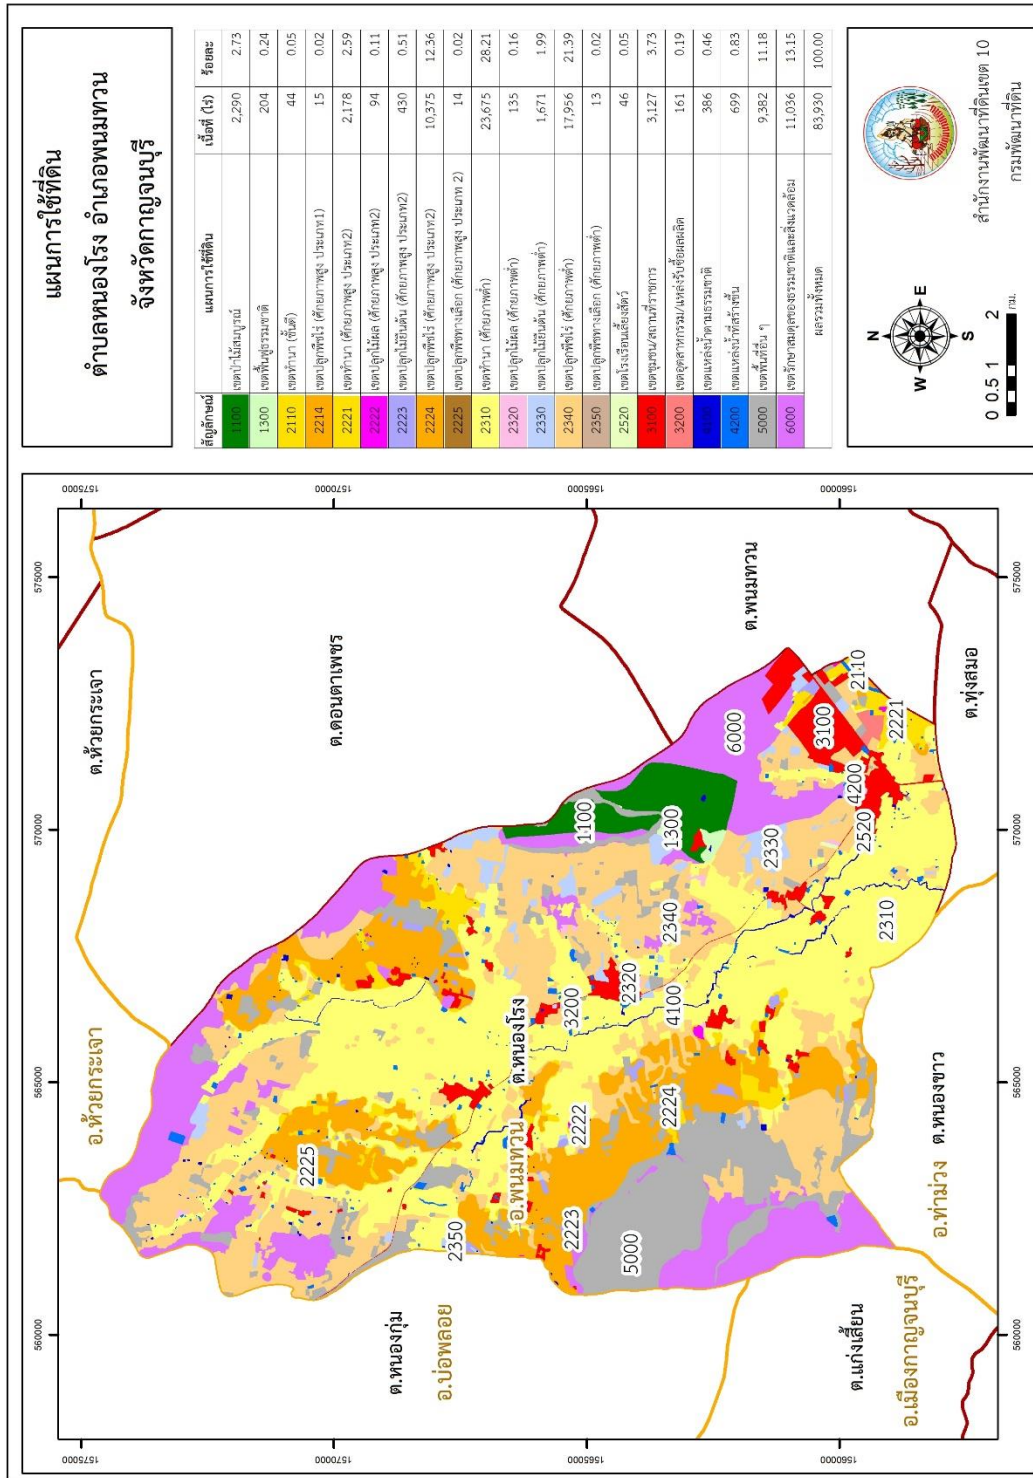 แผนการใช้ที่ดิน
ตำบลหนองโรง อำเภอพนมทวน
จังหวัดกาญจนบุรี
สัญลักษณ์ แผนการใช้ที่ดิน เนื้อที่ (ไร่) ร้อยละ
1100 เขตป่าไม้สมบูรณ์ 2,290 2.73
1300 เขตพื้นฟูธรรมชาติ 204 0.24
2110 เขตทำนา (ชั้นดี) 44 0.05
2214 เขตปลูกพืชไร่ (ศักยภาพสูง ประเภท1) 15 0.02
2221 เขตทำนา (ศักยภาพสูง ประเภท2) 2,178 2.59
2222 เขตปลูกไม้ผล (ศักยภาพสูง ประเภท2) 94 0.11
2223 เขตปลูกไม้ยืนต้น (ศักยภาพสูง ประเภท2) 430 0.51
2224 เขตปลูกพืชไร่ (ศักยภาพสูง ประเภท2) 10,375 12.36
2225 เขตปลูกพืชทางเลือก (ศักยภาพสูง ประเภท 2) 14 0.02
2310 เขตทำนา (ศักยภาพต่ำ) 23,675 28.21
2320 เขตปลูกไม้ผล (ศักยภาพต่ำ) 135 0.16
2330 เขตปลูกไม้ยืนต้น (ศักยภาพต่ำ) 1,671 1.99
2340 เขตปลูกพืชไร่ (ศักยภาพต่ำ) 17,956 21.39
2350 เขตปลูกพืชทางเลือก (ศักยภาพต่ำ) 13 0.02
2520 เขตโรงเรือนเลี้ยงสัตว์ 46 0.05
3100 เขตชุมชน/สถานที่ราชการ 3,127 3.73
3200 เขตอุตสาหกรรม/แหล่งรับซื้อผลผลิต 161 0.19
4100 เขตแหล่งน้ำตามธรรมชาติ 386 0.46
4200 เขตแหล่งน้ำที่สร้างขึ้น 699 0.83
5000 เขตพื้นที่อื่น ๆ 9,382 11.18
6000 เขตรักษาสมดุลของธรรมชาติและสิ่งแวดล้อม 11,036 13.15
ผลรวมทั้งหมด 83,930 100.00
N
W E
S
0 0.5 1 2
กม.
สำนักงานพัฒนาที่ดินเขต 10
กรมพัฒนาที่ดิน
560000 565000 570000 575000
1575000
1570000
1565000
1560000
อ.ห้วยกระเจา
ต.ห้วยกระเจา
ต.ดอนตาเพชร
ต.พนมทวน
ต.ทุ่งสมอ
ต.หนองขาว
อ.ท่าม่วง
ต.แก่งเสี้ยน
อ.เมืองกาญจนบุรี
ต.หนองกุ่ม
อ.บ่อพลอย
ต.หนองโรง
อ.พนมทวน
2225
2350
2223
2222
5000
2224
3200
2320
4100
2340
1100
1300
2330
6000
3100
2110
2221
4200
2520
2310
560000 565000 570000 575000
1575000
1570000
1565000
1560000